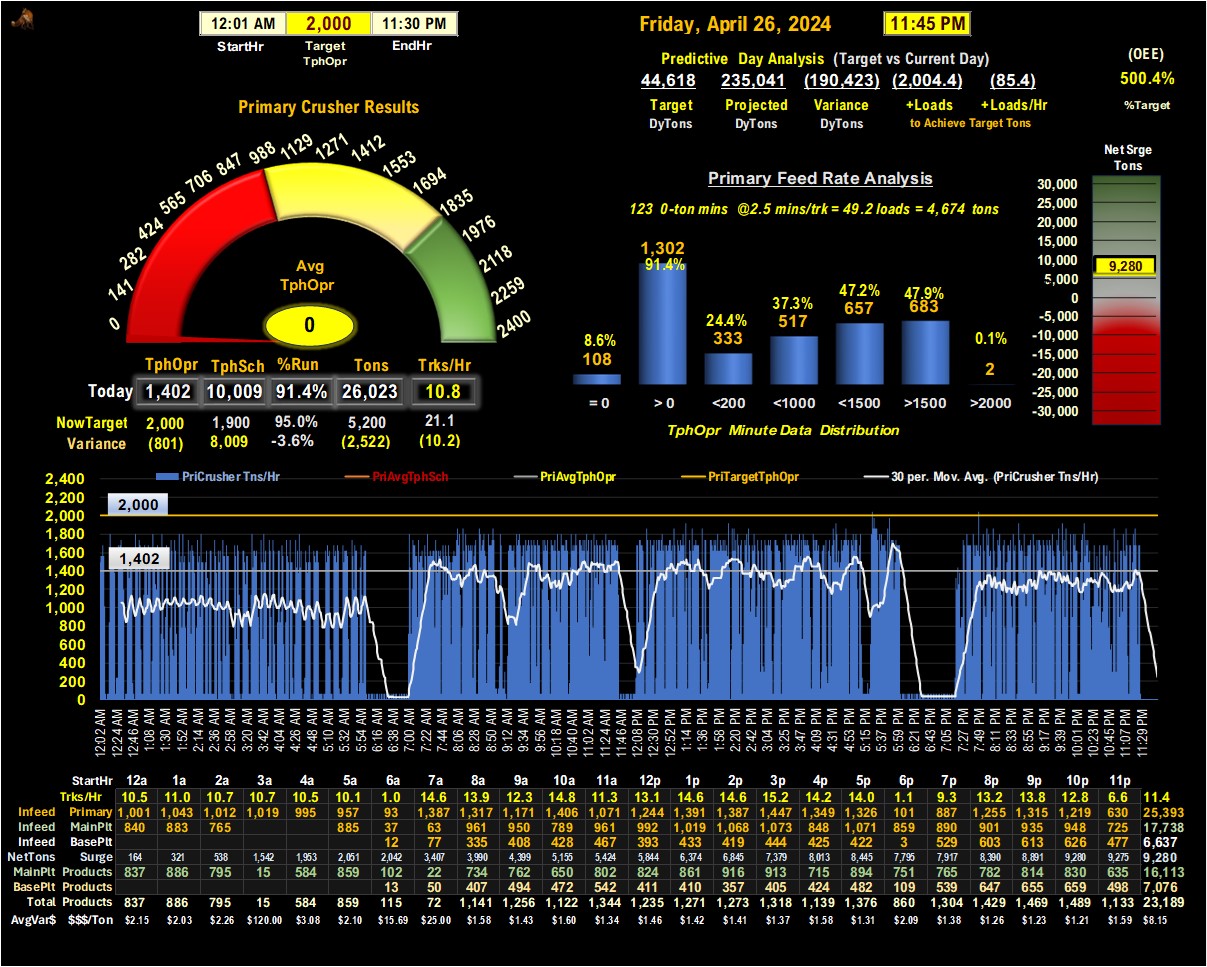 12:01 AM 2,000 11:30 PM
StartHr Target EndHr
TphOpr
Friday, April 26, 2024 11:45 PM
Predictive Day Analysis (Target vs Current Day)
44,618 235,041 (190,423) (2,004.4) (85.4)
Target Projected Variance +Loads +Loads/Hr
DyTons DyTons DyTons to Achieve Target Tons
(OEE)
500.4%
%Target
Primary Crusher Results
0 141 282 424 565 706 847 988 1129 1271 1412 1553 1694 1835 1976 2118 2259 2400
Avg
TphOpr
0
TphOpr TphSch %Run Tons Trks/Hr
Today 1,402 10,009 91.4% 26,023 10.8
NowTarget 2,000 1,900 95.0% 5,200 21.1
Variance (801) 8,009 -3.6% (2,522) (10.2)
Primary Feed Rate Analysis
123 0-ton mins @2.5 mins/trk = 49.2 loads = 4,674 tons
8.6% 91.4% 24.4% 37.3% 47.2% 47.9% 0.1%
108 1,302 333 517 657 683 2
= 0 > 0 <200 <1000 <1500 >1500 >2000
TphOpr Minute Data Distribution
Net Srge
Tons
30,000
25,000
20,000
15,000
10,000
9,280
5,000
0
-5,000
-10,000
-15,000
-20,000
-25,000
-30,000
PriCrusher Tns/Hr PriAvgTphSch PriAvgTphOpr PriTargetTphOpr 30 per. Mov. Avg. (PriCrusher Tns/Hr)
2,400
2,200
2,000
1,800
1,600
1,400
1,200
1,000
800
600
400
200
0
2,000
1,402
12:02 AM 12:24 AM 12:46 AM 1:08 AM 1:30 AM 1:52 AM 2:14 AM 2:36 AM 2:58 AM 3:20 AM 3:42 AM 4:04 AM 4:26 AM 4:48 AM 5:10 AM 5:32 AM 5:54 AM 6:16 AM 6:38 AM 7:00 AM 7:22 AM 7:44 AM 8:06 AM 8:28 AM 8:50 AM 9:12 AM 9:34 AM 9:56 AM 10:18 AM 10:40 AM 11:02 AM 11:24 AM 11:46 AM 12:08 PM 12:30 PM 12:52 PM 1:14 PM 1:36 PM 1:58 PM 2:20 PM 2:42 PM 3:04 PM 3:25 PM 3:47 PM 4:09 PM 4:31 PM 4:53 PM 5:15 PM 5:37 PM 5:59 PM 6:21 PM 6:43 PM 7:05 PM 7:27 PM 7:49 PM 8:11 PM 8:33 PM 8:55 PM 9:17 PM 9:39 PM 10:01 PM 10:23 PM 10:45 PM 11:07 PM 11:29 PM
StartHr 12a 1a 2a 3a 4a 5a 6a 7a 8a 9a 10a 11a 12p 1p 2p 3p 4p 5p 6p 7p 8p 9p 10p 11p
Trks/Hr 10.5 11.0 10.7 10.7 10.5 10.1 1.0 14.6 13.9 12.3 14.8 11.3 13.1 14.6 14.6 15.2 14.2 14.0 1.1 9.3 13.2 13.8 12.8 6.6 11.4
Infeed Primary 1,001 1,043 1,012 1,019 995 957 93 1,387 1,317 1,171 1,406 1,071 1,244 1,391 1,387 1,447 1,349 1,326 101 887 1,255 1,315 1,219 630 25,393
Infeed MainPlt 840 883 765 885 37 63 961 950 789 961 992 1,019 1,068 1,073 848 1,071 859 890 901 935 948 725 17,738
Infeed BasePlt 12 77 335 408 428 467 393 433 419 444 425 422 3 529 603 613 626 477 6,637
NetTons Surge 164 321 538 1,542 1,953 2,051 2,042 3,407 3,990 4,399 5,155 5,424 5,844 6,374 6,845 7,379 8,013 8,445 7,795 7,917 8,390 8,891 9,280 9,275 9,280
MainPlt Products 837 886 795 15 584 859 102 22 734 762 650 802 824 861 916 913 715 894 751 765 782 814 830 635 16,113
BasePlt Products 13 50 407 494 472 542 411 410 357 405 424 482 109 539 647 655 659 498 7,076
Total Products 837 886 795 15 584 859 115 72 1,141 1,256 1,122 1,344 1,235 1,271 1,273 1,318 1,139 1,376 860 1,304 1,429 1,469 1,489 1,133 23,189
AvgVar$ $$$/Ton $2.15 $2.03 $2.26 $120.00 $3.08 $2.10 $15.69 $25.00 $1.58 $1.43 $1.60 $1.34 $1.46 $1.42 $1.41 $1.37 $1.58 $1.31 $2.09 $1.38 $1.26 $1.23 $1.21 $1.59 $8.15